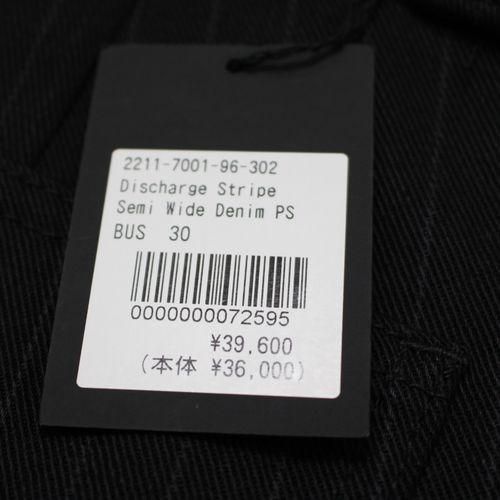 2211-7001-96-302
Discharge Stripe
Semi Wide Denim PS
BUS 30
0000000072595
¥39,600
(本体 ¥36,000)